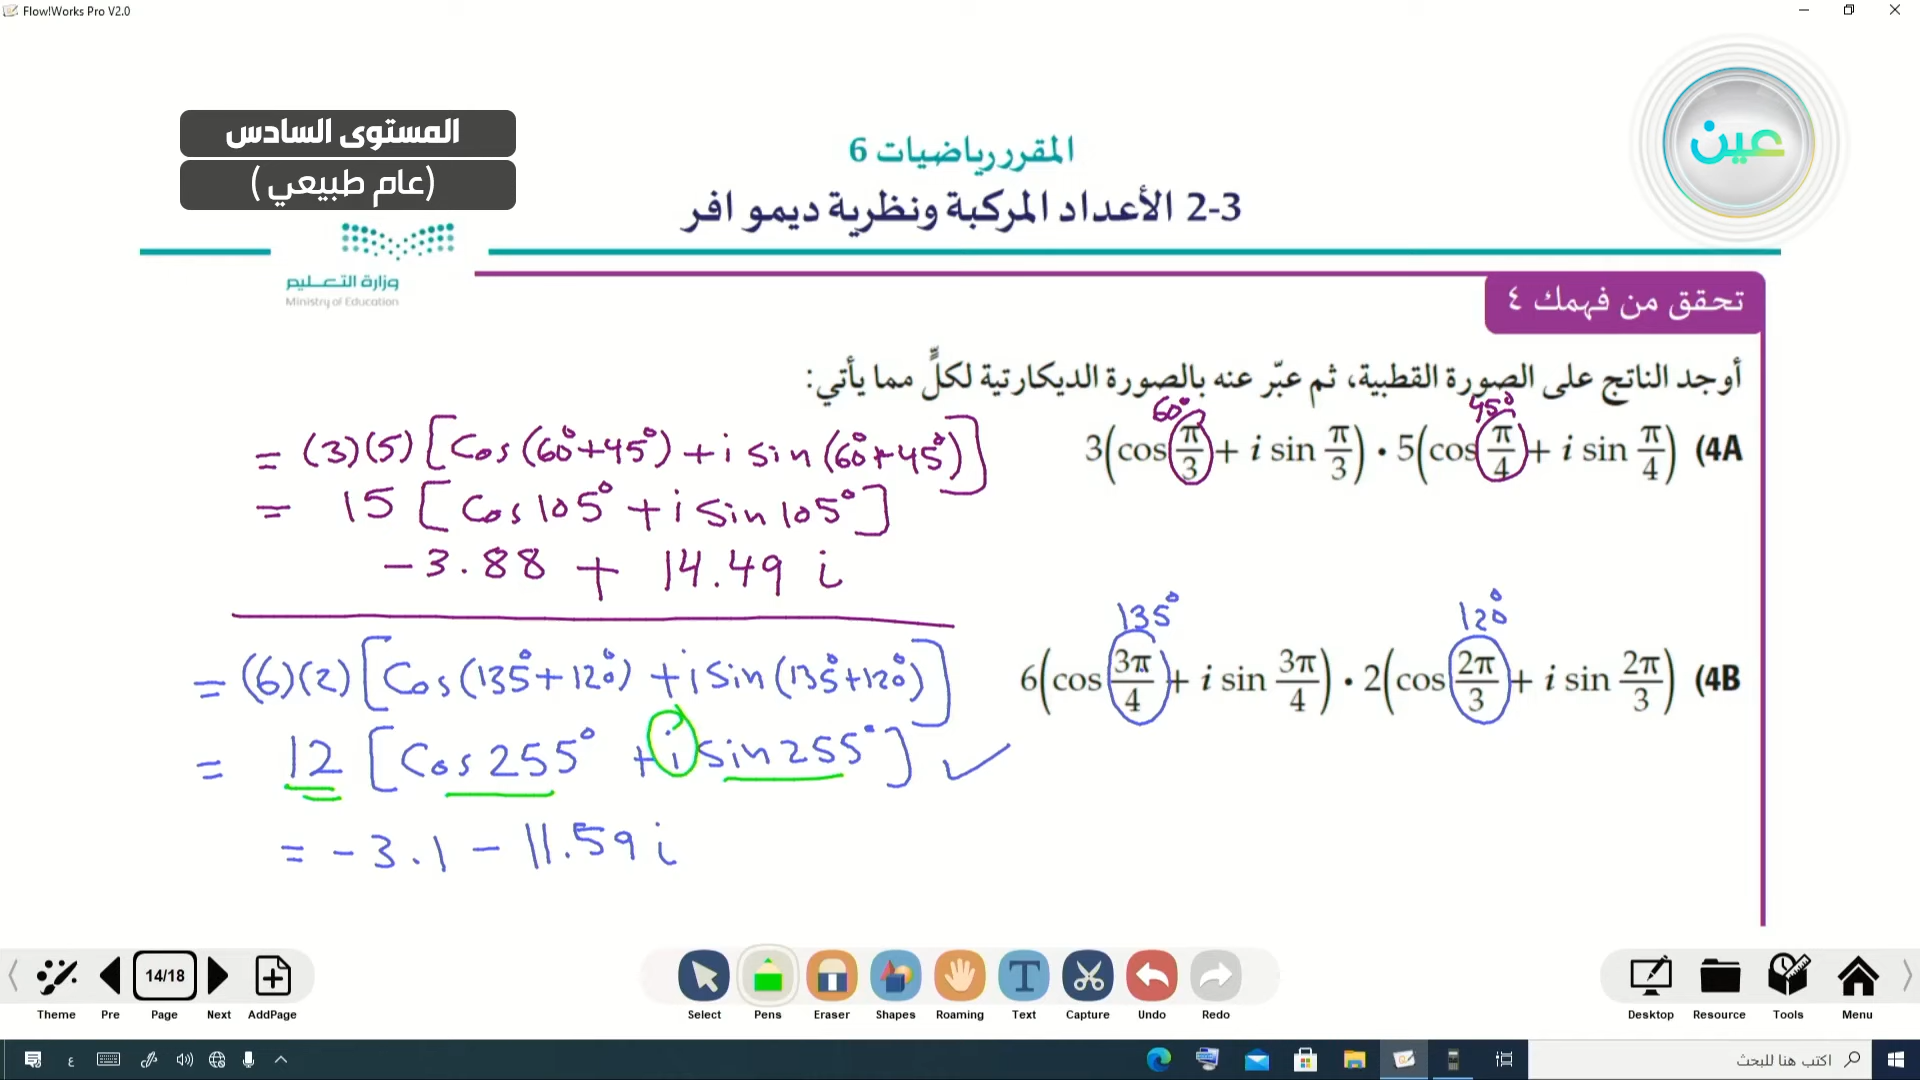 Flow!Works Pro V2.0
المستوى السادس
(عام طبيعي)
المقرر رياضيات 6
2-3 الأعداد المركبة ونظرية ديمو افر
عين
وزارة التعليم
Ministry of Education
تحقق من فهمك ٤
أوجد الناتج على الصورة القطبية، ثم عبّر عنه بالصورة الديكارتية لكلٍّ مما يأتي:
60° 45°
3(cos π/3 + i sin π/3) • 5(cos π/4 + i sin π/4) (4A
= (3)(5) [Cos(60°+45°) + i sin(60°+45°)]
= 15 [Cos 105° + i sin 105°]
-3.88 + 14.49 i
135° 120°
6(cos 3π/4 + i sin 3π/4) • 2(cos 2π/3 + i sin 2π/3) (4B
= (6)(2) [Cos(135°+120°) + i sin(135°+120°)]
= 12 [Cos 255° + i sin 255°] ✓
= -3.1 - 11.59 i
14/18
Theme Pre Page Next AddPage
Select Pens Eraser Shapes Roaming Text Capture Undo Redo
Desktop Resource Tools Menu
ع
اكتب هنا للبحث